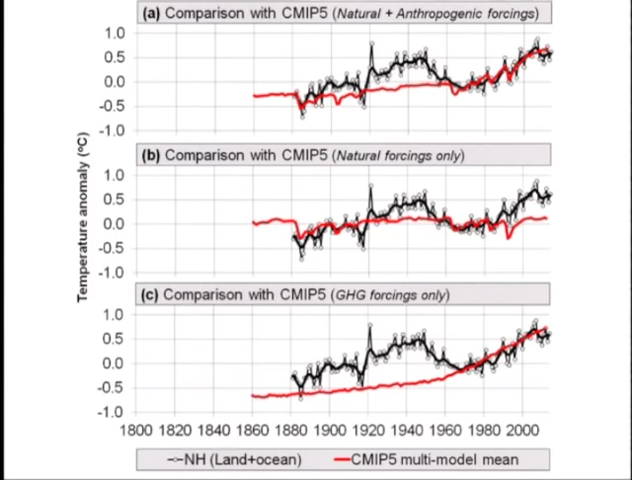 (a) Comparison with CMIP5 (Natural + Anthropogenic forcings)
1.0
0.5
0.0
-0.5
-1.0
(b) Comparison with CMIP5 (Natural forcings only)
1.0
0.5
0.0
-0.5
-1.0
Temperature anomaly (ºC)
(c) Comparison with CMIP5 (GHG forcings only)
1.0
0.5
0.0
-0.5
-1.0
1800 1820 1840 1860 1880 1900 1920 1940 1960 1980 2000
NH (Land+ocean) CMIP5 multi-model mean